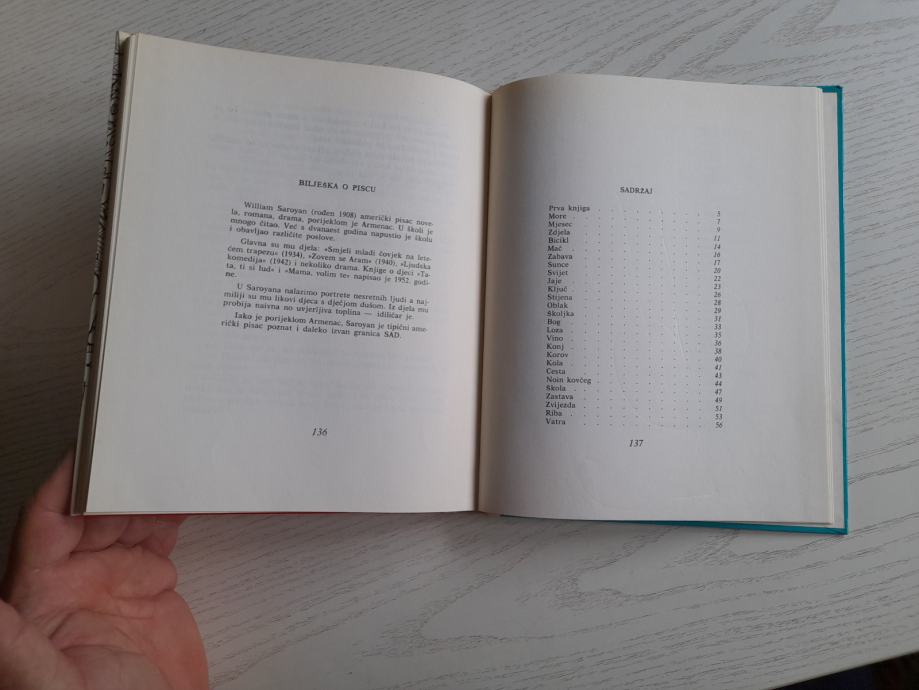 BILJEŠKA O PISCU
William Saroyan (rođen 1908) američki pisac nove-
la, romana, drama, porijeklom je Armenac. U školi je
mnogo čitao. Već s dvanaest godina napustio je školu
i obavljao različite poslove.
Glavna su mu djela: »Smjeli mladi čovjek na lete-
ćem trapezu« (1934), »Zovem se Aram« (1940), »Ljudska
komedija« (1942) i nekoliko drama. Knjige o djeci »Ta-
ta, ti si lud« i »Mama, volim te« napisao je 1952. godi-
ne.
U Saroyana nalazimo portrete nesretnih ljudi a naj-
miliji su mu likovi djeca s dječjom dušom. Iz djela mu
probija naivno no uvjerljiva toplina — idiličar je.
Iako je porijeklom Armenac, Saroyan je tipični ame-
rički pisac poznat i daleko izvan granica SAD.
136
SADRŽAJ
Prva knjiga . . . . . . . . 5
More . . . . . . . . . 7
Mjesec . . . . . . . . . 9
Zdjela . . . . . . . . . 11
Bicikl . . . . . . . . . 14
Mač . . . . . . . . . 16
Zabava . . . . . . . . . 17
Sunce . . . . . . . . . 20
Svijet . . . . . . . . . 22
Jaje . . . . . . . . . 23
Ključ . . . . . . . . . 26
Stijena . . . . . . . . . 28
Oblak . . . . . . . . . 29
Školjka . . . . . . . . . 31
Bog . . . . . . . . . 33
Loza . . . . . . . . . 35
Vino . . . . . . . . . 36
Konj . . . . . . . . . 38
Korov . . . . . . . . . 40
Kola . . . . . . . . . 41
Cesta . . . . . . . . . 43
Noin kovčeg . . . . . . . . 44
Škola . . . . . . . . . 47
Zastava . . . . . . . . . 49
Zvijezda . . . . . . . . . 51
Riba . . . . . . . . . 53
Vatra . . . . . . . . . 56
137